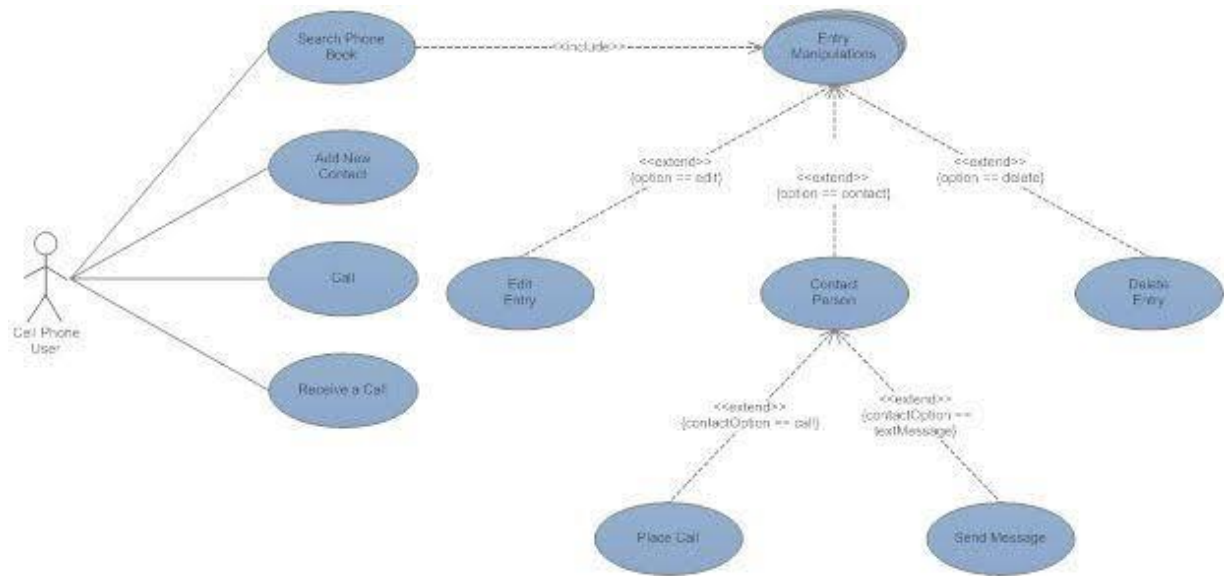 Search Phone
Book
<<include>>
Entry
Manipulations
Add New
Contact
<<extend>>
{option == edit}
<<extend>>
{option == contact}
<<extend>>
{option == delete}
Call
Edit
Entry
Contact
Person
Delete
Entry
Cell Phone
User
Receive a Call
<<extend>>
{contactOption == call}
<<extend>>
{contactOption ==
textMessage}
Place Call
Send Message